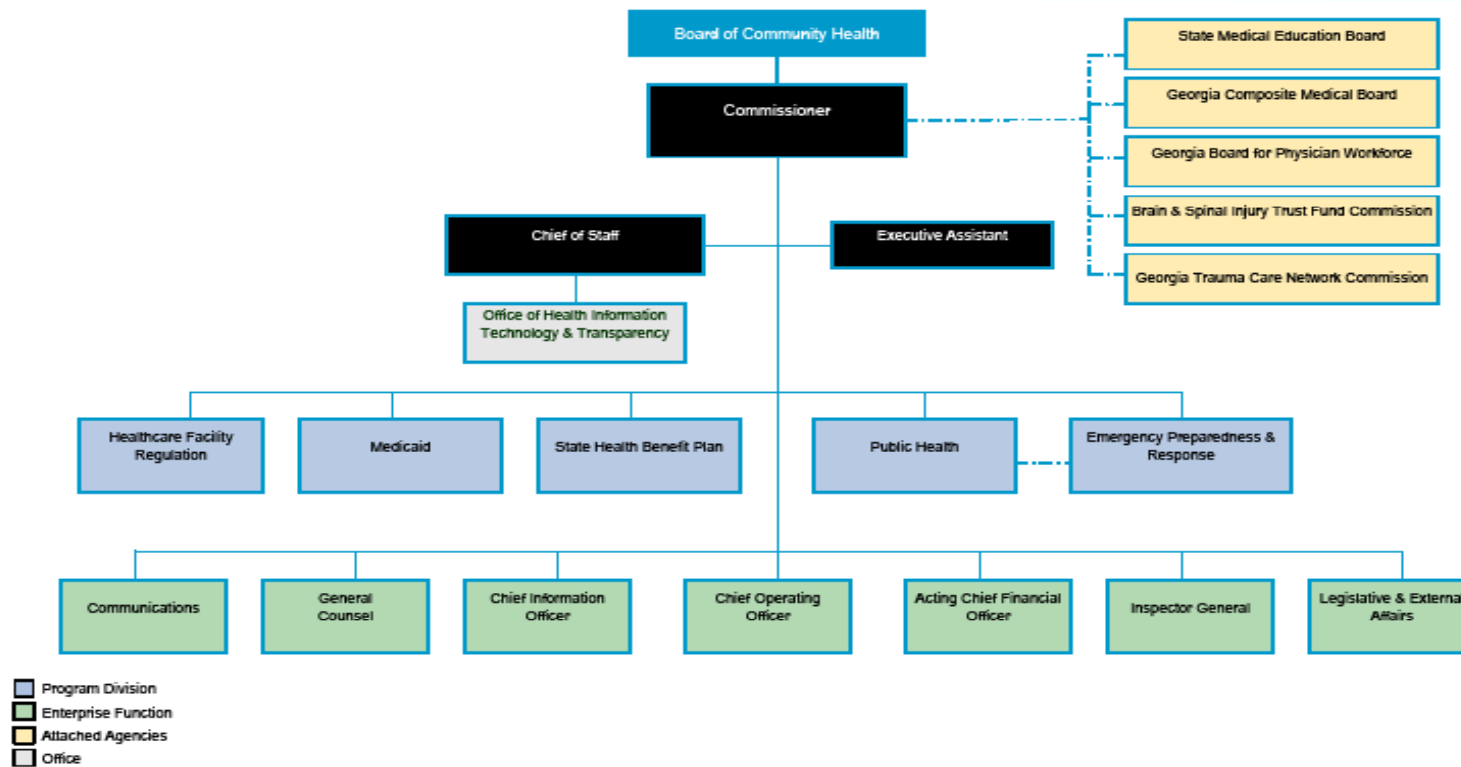 Board of Community Health
State Medical Education Board
Commissioner
Georgia Composite Medical Board
Georgia Board for Physician Workforce
Brain & Spinal Injury Trust Fund Commission
Georgia Trauma Care Network Commission
Chief of Staff
Executive Assistant
Office of Health Information
Technology & Transparency
Healthcare Facility
Regulation
Medicaid
State Health Benefit Plan
Public Health
Emergency Preparedness &
Response
Communications
General
Counsel
Chief Information
Officer
Chief Operating
Officer
Acting Chief Financial
Officer
Inspector General
Legislative & Externa
Affairs
Program Division
Enterprise Function
Attached Agencies
Office